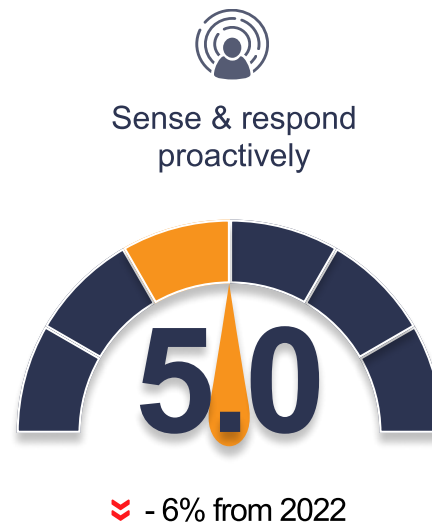 Sense & respond
proactively
5.0
- 6% from 2022